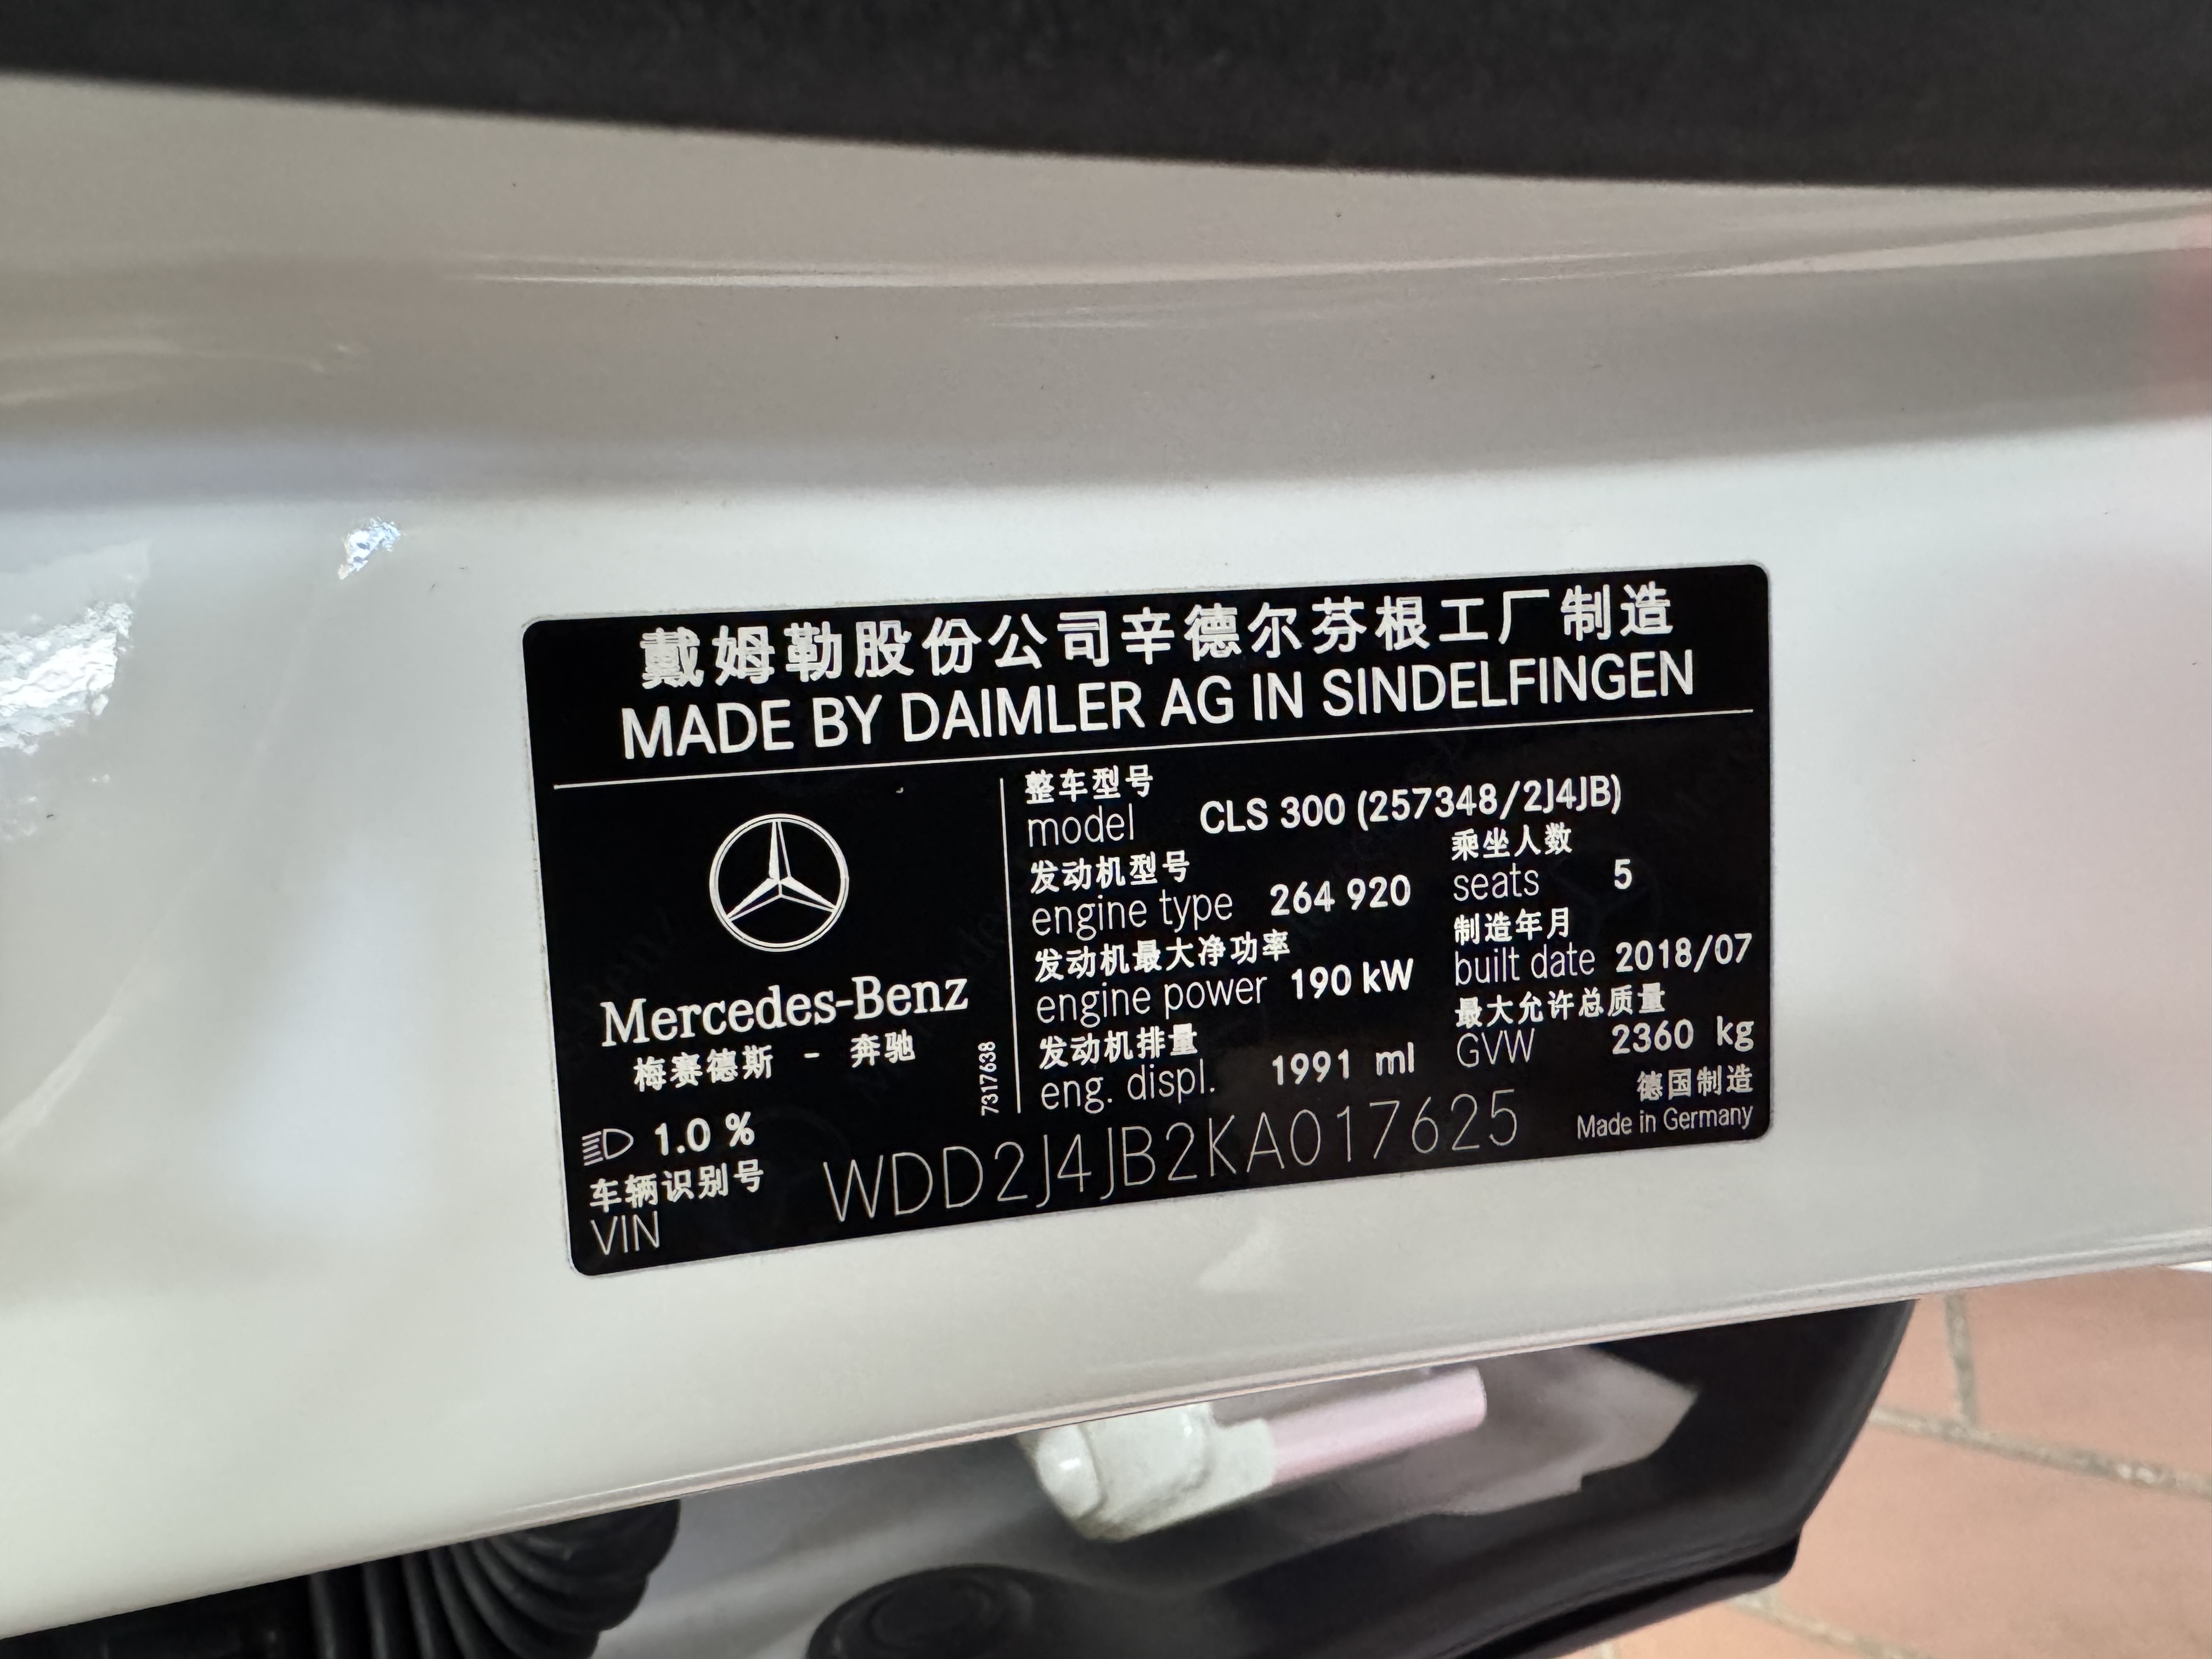 戴姆勒股份公司辛德尔芬根工厂制造
MADE BY DAIMLER AG IN SINDELFINGEN
Mercedes-Benz
梅赛德斯 - 奔驰
7317638
1.0 %
整车型号
model CLS 300 (257348/2J4JB)
发动机型号
engine type 264 920
乘坐人数
seats 5
发动机最大净功率
engine power 190 kW
制造年月
built date 2018/07
发动机排量
eng. displ. 1991 ml
最大允许总质量
GVW 2360 kg
德国制造
Made in Germany
车辆识别号
VIN WDD2J4JB2KA017625